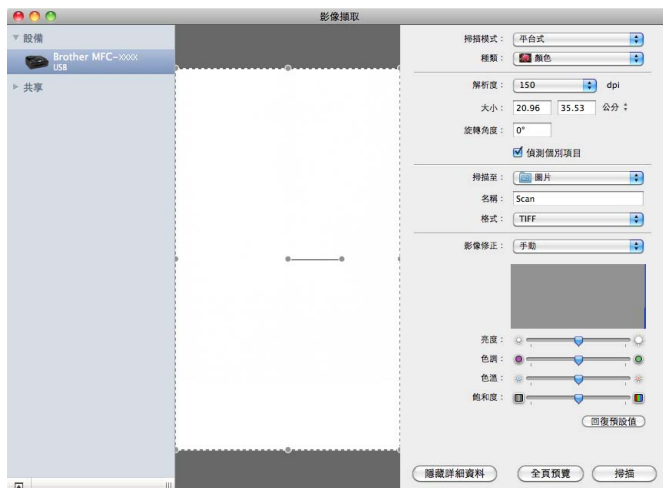 影像擷取
設備
Brother MFC-xxxx
USB
共享
掃描模式： 平台式
種類： 顏色
解析度： 150 dpi
大小： 20.96 35.53 公分
旋轉角度： 0°
偵測個別項目
掃描至： 圖片
名稱： Scan
格式： TIFF
影像修正： 手動
亮度：
色調：
色溫：
飽和度：
回復預設值
隱藏詳細資料 全頁預覽 掃描